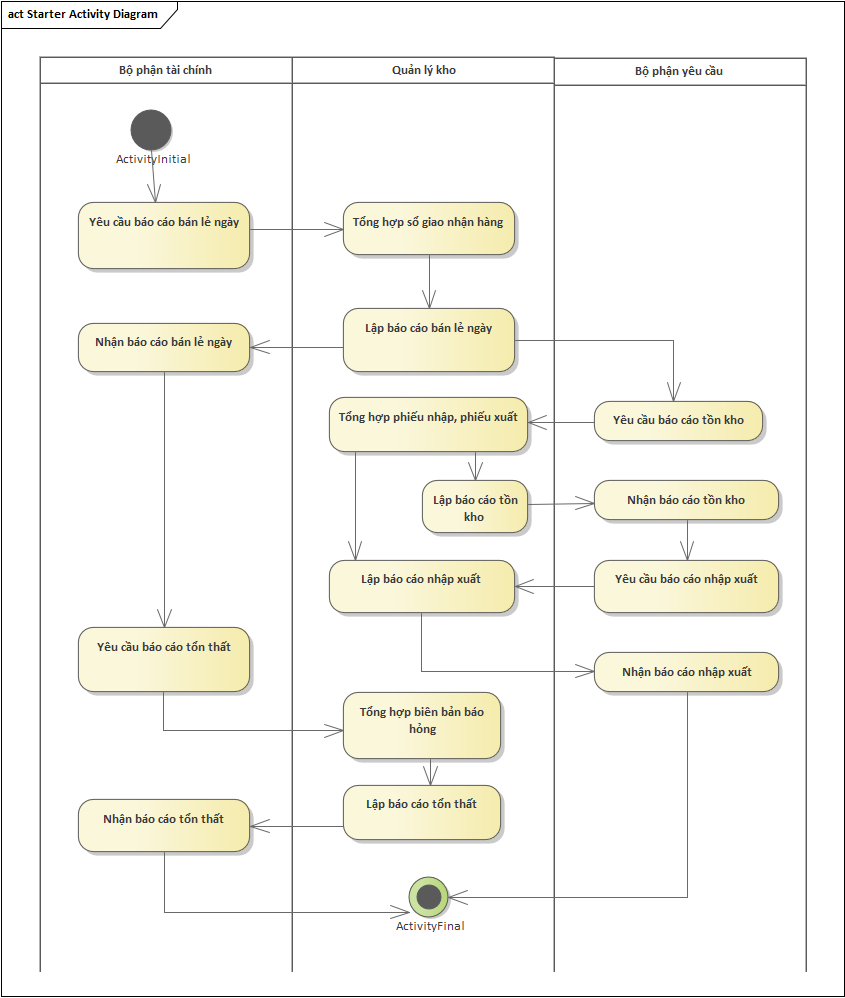 act Starter Activity Diagram
Bộ phận tài chính
Quản lý kho
Bộ phận yêu cầu
ActivityInitial
Yêu cầu báo cáo bán lẻ ngày
Tổng hợp sổ giao nhận hàng
Lập báo cáo bán lẻ ngày
Nhận báo cáo bán lẻ ngày
Tổng hợp phiếu nhập, phiếu xuất
Yêu cầu báo cáo tồn kho
Lập báo cáo tồn
kho
Nhận báo cáo tồn kho
Lập báo cáo nhập xuất
Yêu cầu báo cáo nhập xuất
Yêu cầu báo cáo tổn thất
Nhận báo cáo nhập xuất
Tổng hợp biên bản báo
hỏng
Lập báo cáo tổn thất
Nhận báo cáo tổn thất
ActivityFinal